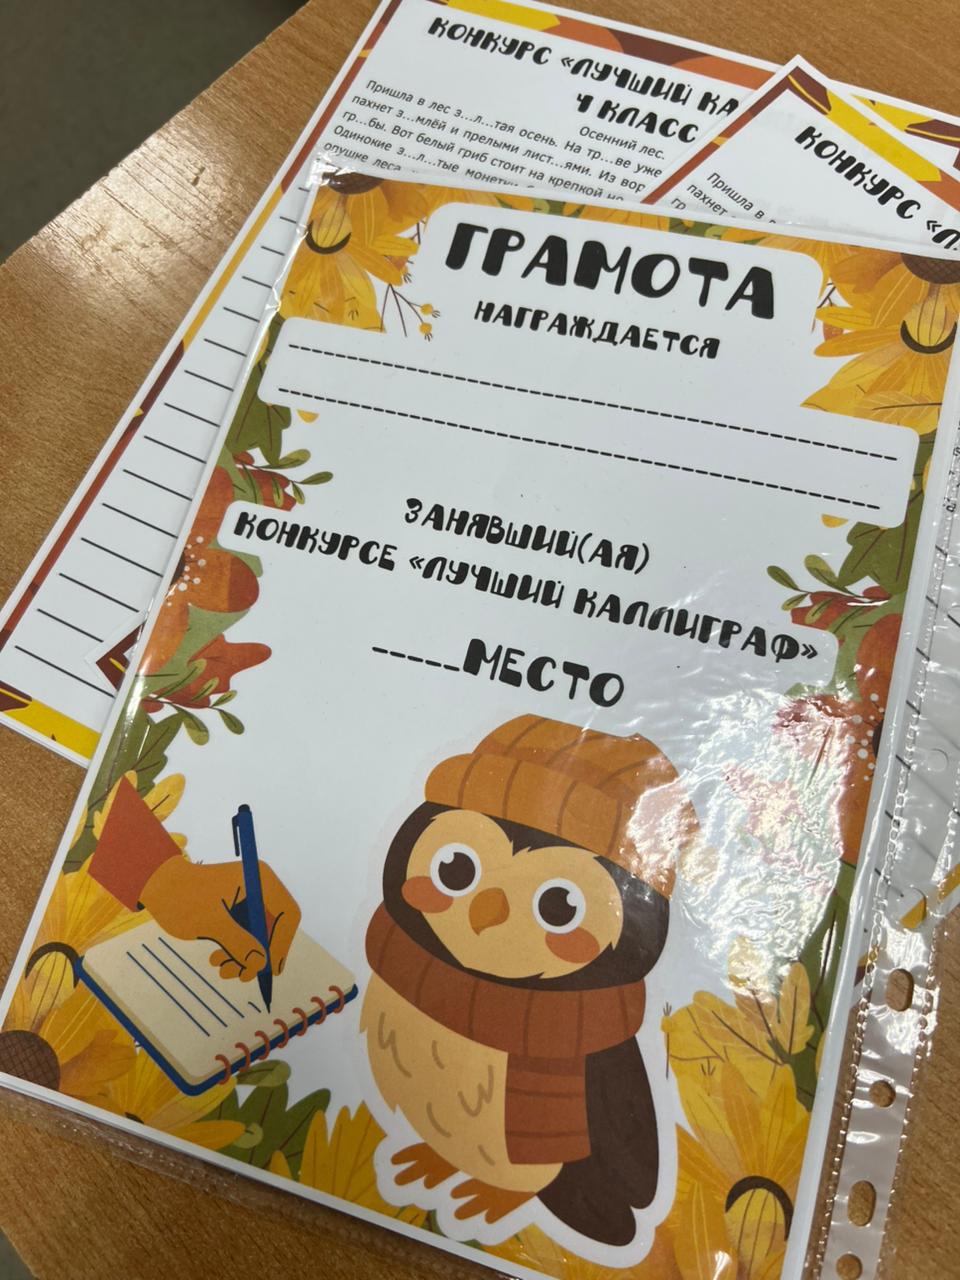 КОНКУРС «ЛУЧШИЙ КА
4 КЛАСС
Осенний лес.
Пришла в лес з...л...тая осень. На тр...ве уже
пахнет з...млёй и прелыми лист...ями. Из
гр...бы. Вот белый гриб стоит на крепкой
Одинокие з...л...тые монетки
опушке леса
КОНКУРС «Л
Пришла в
пахнет
ГРАМОТА
НАГРАЖДАЕТСЯ
ЗАНЯВШИЙ(АЯ)
КОНКУРСЕ «ЛУЧШИЙ КАЛЛИГРАФ»
_____МЕСТО